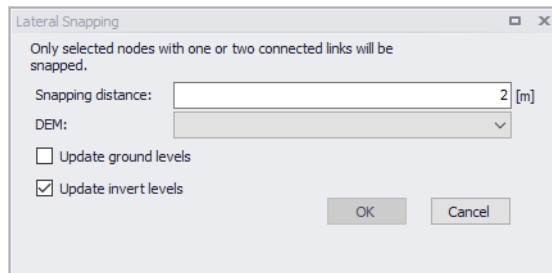 Lateral Snapping
Only selected nodes with one or two connected links will be
snapped.
Snapping distance: 2 [m]
DEM:
Update ground levels
Update invert levels
OK Cancel